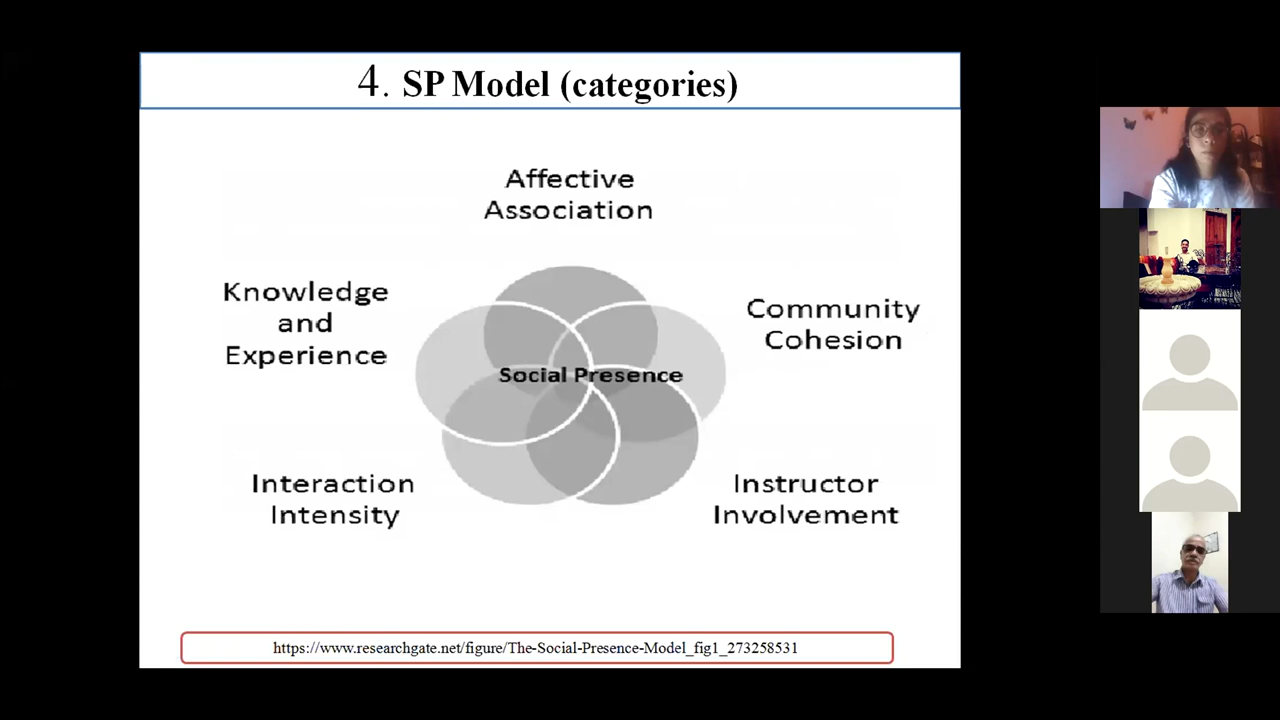 4. SP Model (categories)
Affective
Association
Knowledge
and
Experience
Community
Cohesion
Social Presence
Interaction
Intensity
Instructor
Involvement
https://www.researchgate.net/figure/The-Social-Presence-Model_fig1_273258531